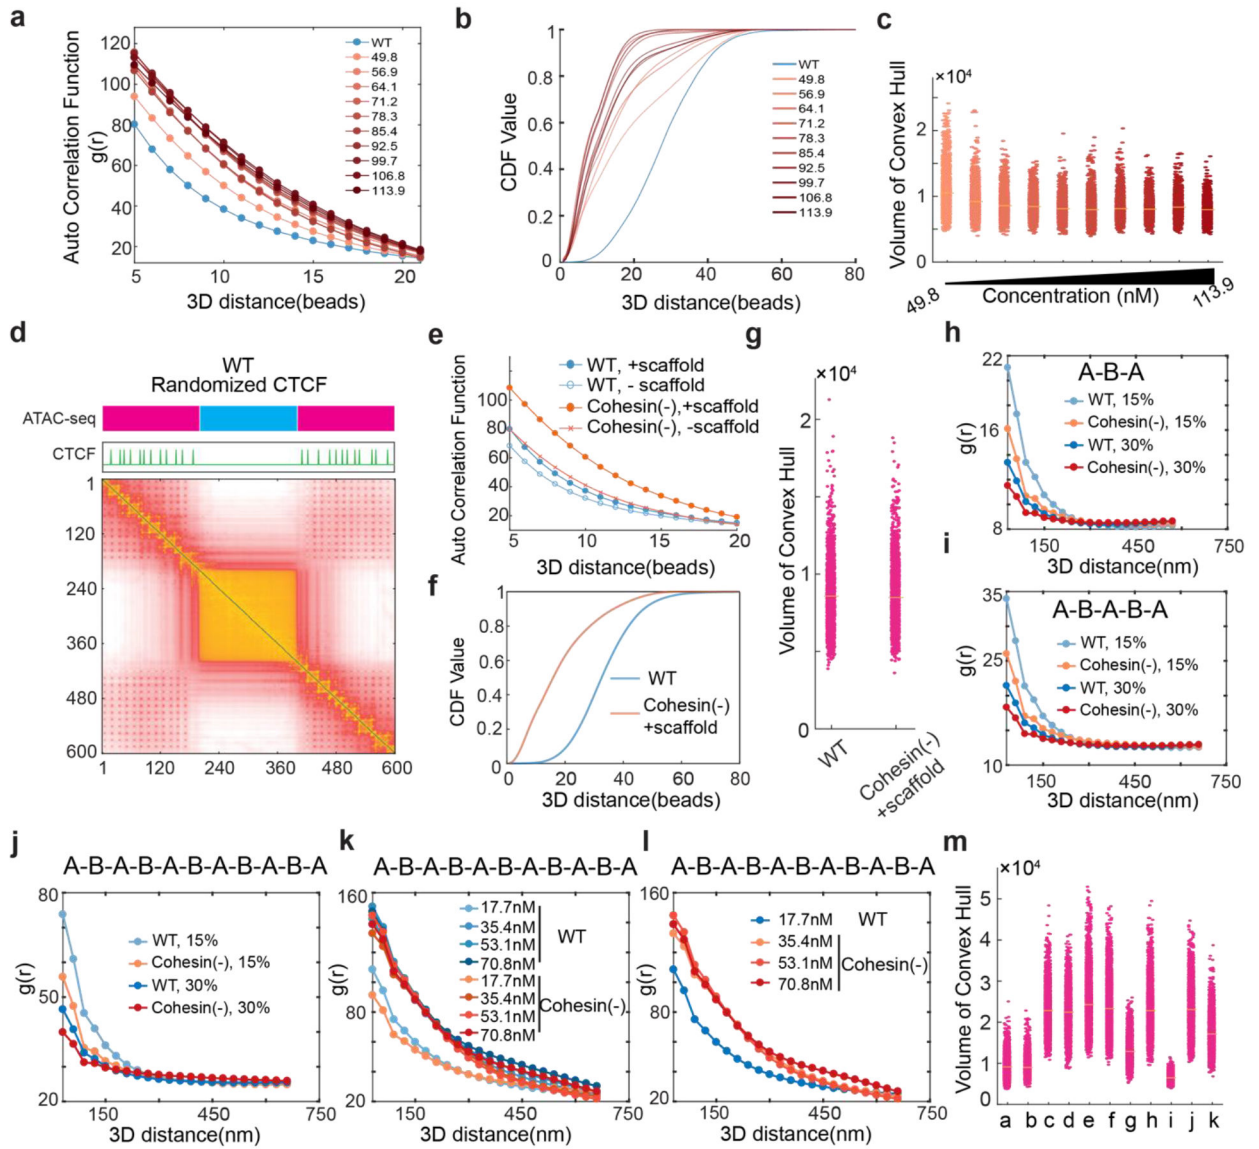 a
Auto Correlation Function
g(r)
120
100
80
60
40
20
5
10
15
20
3D distance(beads)
WT
49.8
56.9
64.1
71.2
78.3
85.4
92.5
99.7
106.8
113.9
b
CDF Value
1
0.8
0.6
0.4
0.2
0
0
20
40
60
80
3D distance(beads)
WT
49.8
56.9
64.1
71.2
78.3
85.4
92.5
99.7
106.8
113.9
c
×10⁴
Volume of Convex Hull
2
1
0
49.8
Concentration (nM)
113.9
d
WT
Randomized CTCF
ATAC-seq
CTCF
1
120
240
360
480
600
1
120
240
360
480
600
e
Auto Correlation Function
100
80
60
40
20
5
10
15
20
3D distance(beads)
WT, +scaffold
WT, - scaffold
Cohesin(-),+scaffold
Cohesin(-), -scaffold
f
CDF Value
1
0.8
0.6
0.4
0.2
0
0
20
40
60
80
3D distance(beads)
WT
Cohesin(-)
+scaffold
g
×10⁴
Volume of Convex Hull
2
1
0
WT
Cohesin(-)
+scaffold
h
A-B-A
g(r)
22
16
8
150
450
750
3D distance(nm)
WT, 15%
Cohesin(-), 15%
WT, 30%
Cohesin(-), 30%
i
A-B-A-B-A
g(r)
35
25
10
150
450
750
3D distance(nm)
WT, 15%
Cohesin(-), 15%
WT, 30%
Cohesin(-), 30%
j
A-B-A-B-A-B-A-B-A-B-A
g(r)
80
50
20
150
450
750
3D distance(nm)
WT, 15%
Cohesin(-), 15%
WT, 30%
Cohesin(-), 30%
k
A-B-A-B-A-B-A-B-A-B-A
g(r)
160
80
20
150
450
750
3D distance(nm)
17.7nM
35.4nM
53.1nM
70.8nM
WT
17.7nM
35.4nM
53.1nM
70.8nM
Cohesin(-)
l
A-B-A-B-A-B-A-B-A-B-A
g(r)
160
80
20
150
450
750
3D distance(nm)
17.7nM
WT
35.4nM
53.1nM
70.8nM
Cohesin(-)
m
×10⁴
Volume of Convex Hull
5
4
3
2
1
0
a b c d e f g h i j k